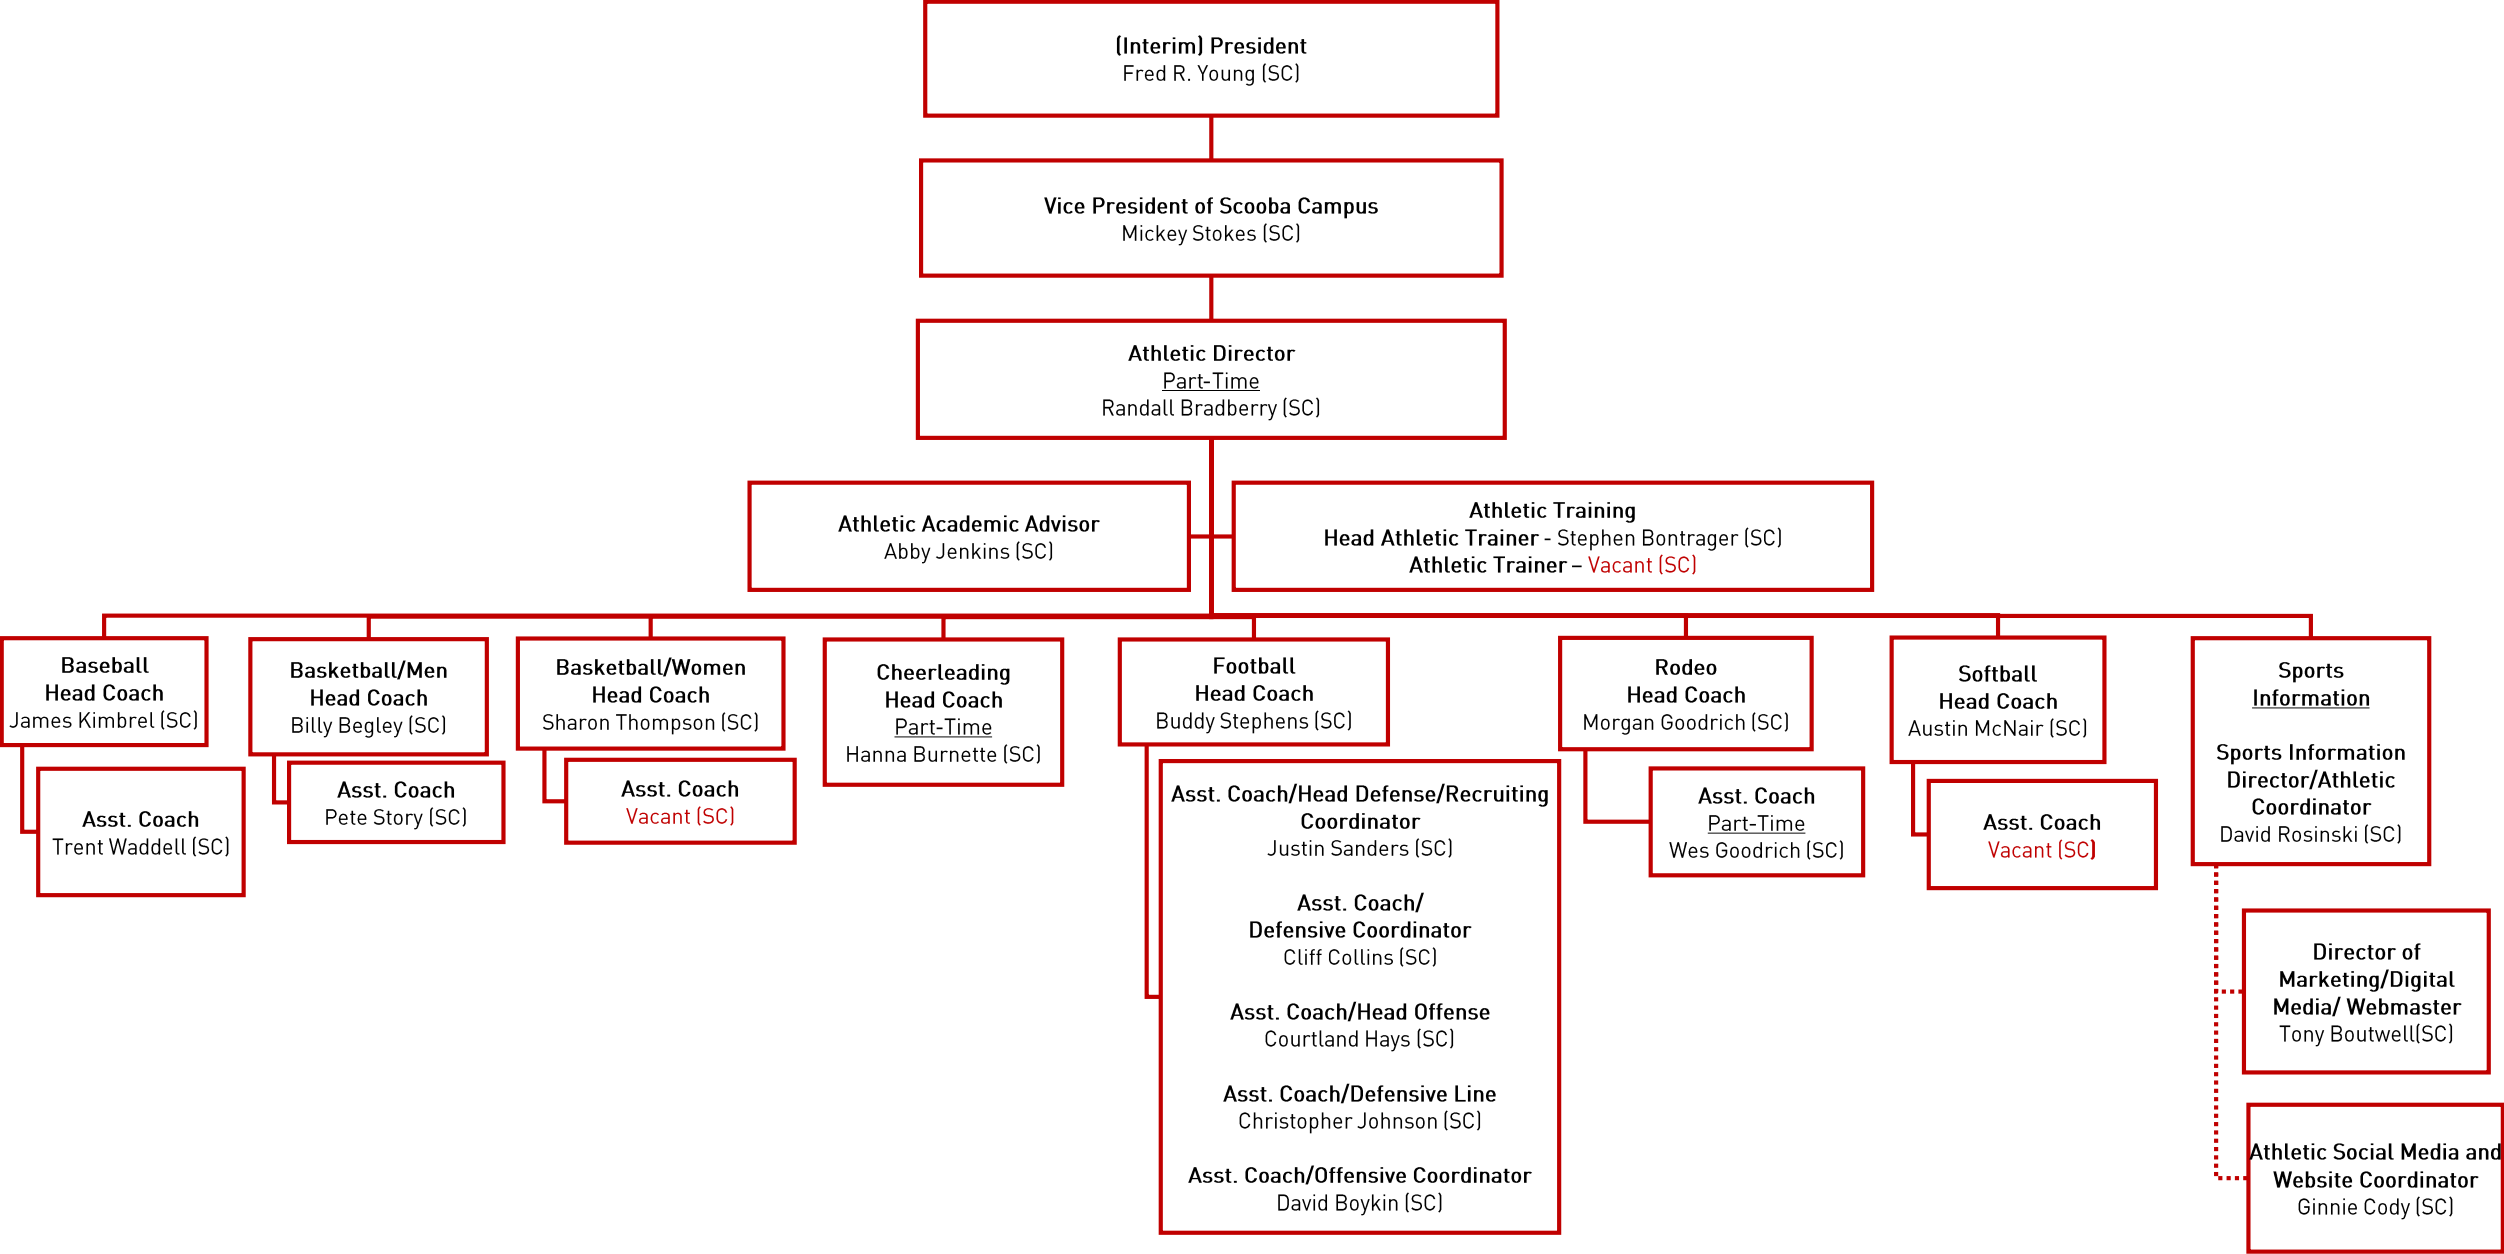 (Interim) President
Fred R. Young (SC)
Vice President of Scooba Campus
Mickey Stokes (SC)
Athletic Director
Part-Time
Randall Bradberry (SC)
Athletic Academic Advisor
Abby Jenkins (SC)
Athletic Training
Head Athletic Trainer - Stephen Bontrager (SC)
Athletic Trainer – Vacant (SC)
Baseball
Head Coach
James Kimbrel (SC)
Asst. Coach
Trent Waddell (SC)
Basketball/Men
Head Coach
Billy Begley (SC)
Asst. Coach
Pete Story (SC)
Basketball/Women
Head Coach
Sharon Thompson (SC)
Asst. Coach
Vacant (SC)
Cheerleading
Head Coach
Part-Time
Hanna Burnette (SC)
Football
Head Coach
Buddy Stephens (SC)
Asst. Coach/Head Defense/Recruiting
Coordinator
Justin Sanders (SC)
Asst. Coach/
Defensive Coordinator
Cliff Collins (SC)
Asst. Coach/Head Offense
Courtland Hays (SC)
Asst. Coach/Defensive Line
Christopher Johnson (SC)
Asst. Coach/Offensive Coordinator
David Boykin (SC)
Rodeo
Head Coach
Morgan Goodrich (SC)
Asst. Coach
Part-Time
Wes Goodrich (SC)
Softball
Head Coach
Austin McNair (SC)
Asst. Coach
Vacant (SC)
Sports
Information
Sports Information
Director/Athletic
Coordinator
David Rosinski (SC)
Director of
Marketing/Digital
Media/ Webmaster
Tony Boutwell(SC)
Athletic Social Media and
Website Coordinator
Ginnie Cody (SC)